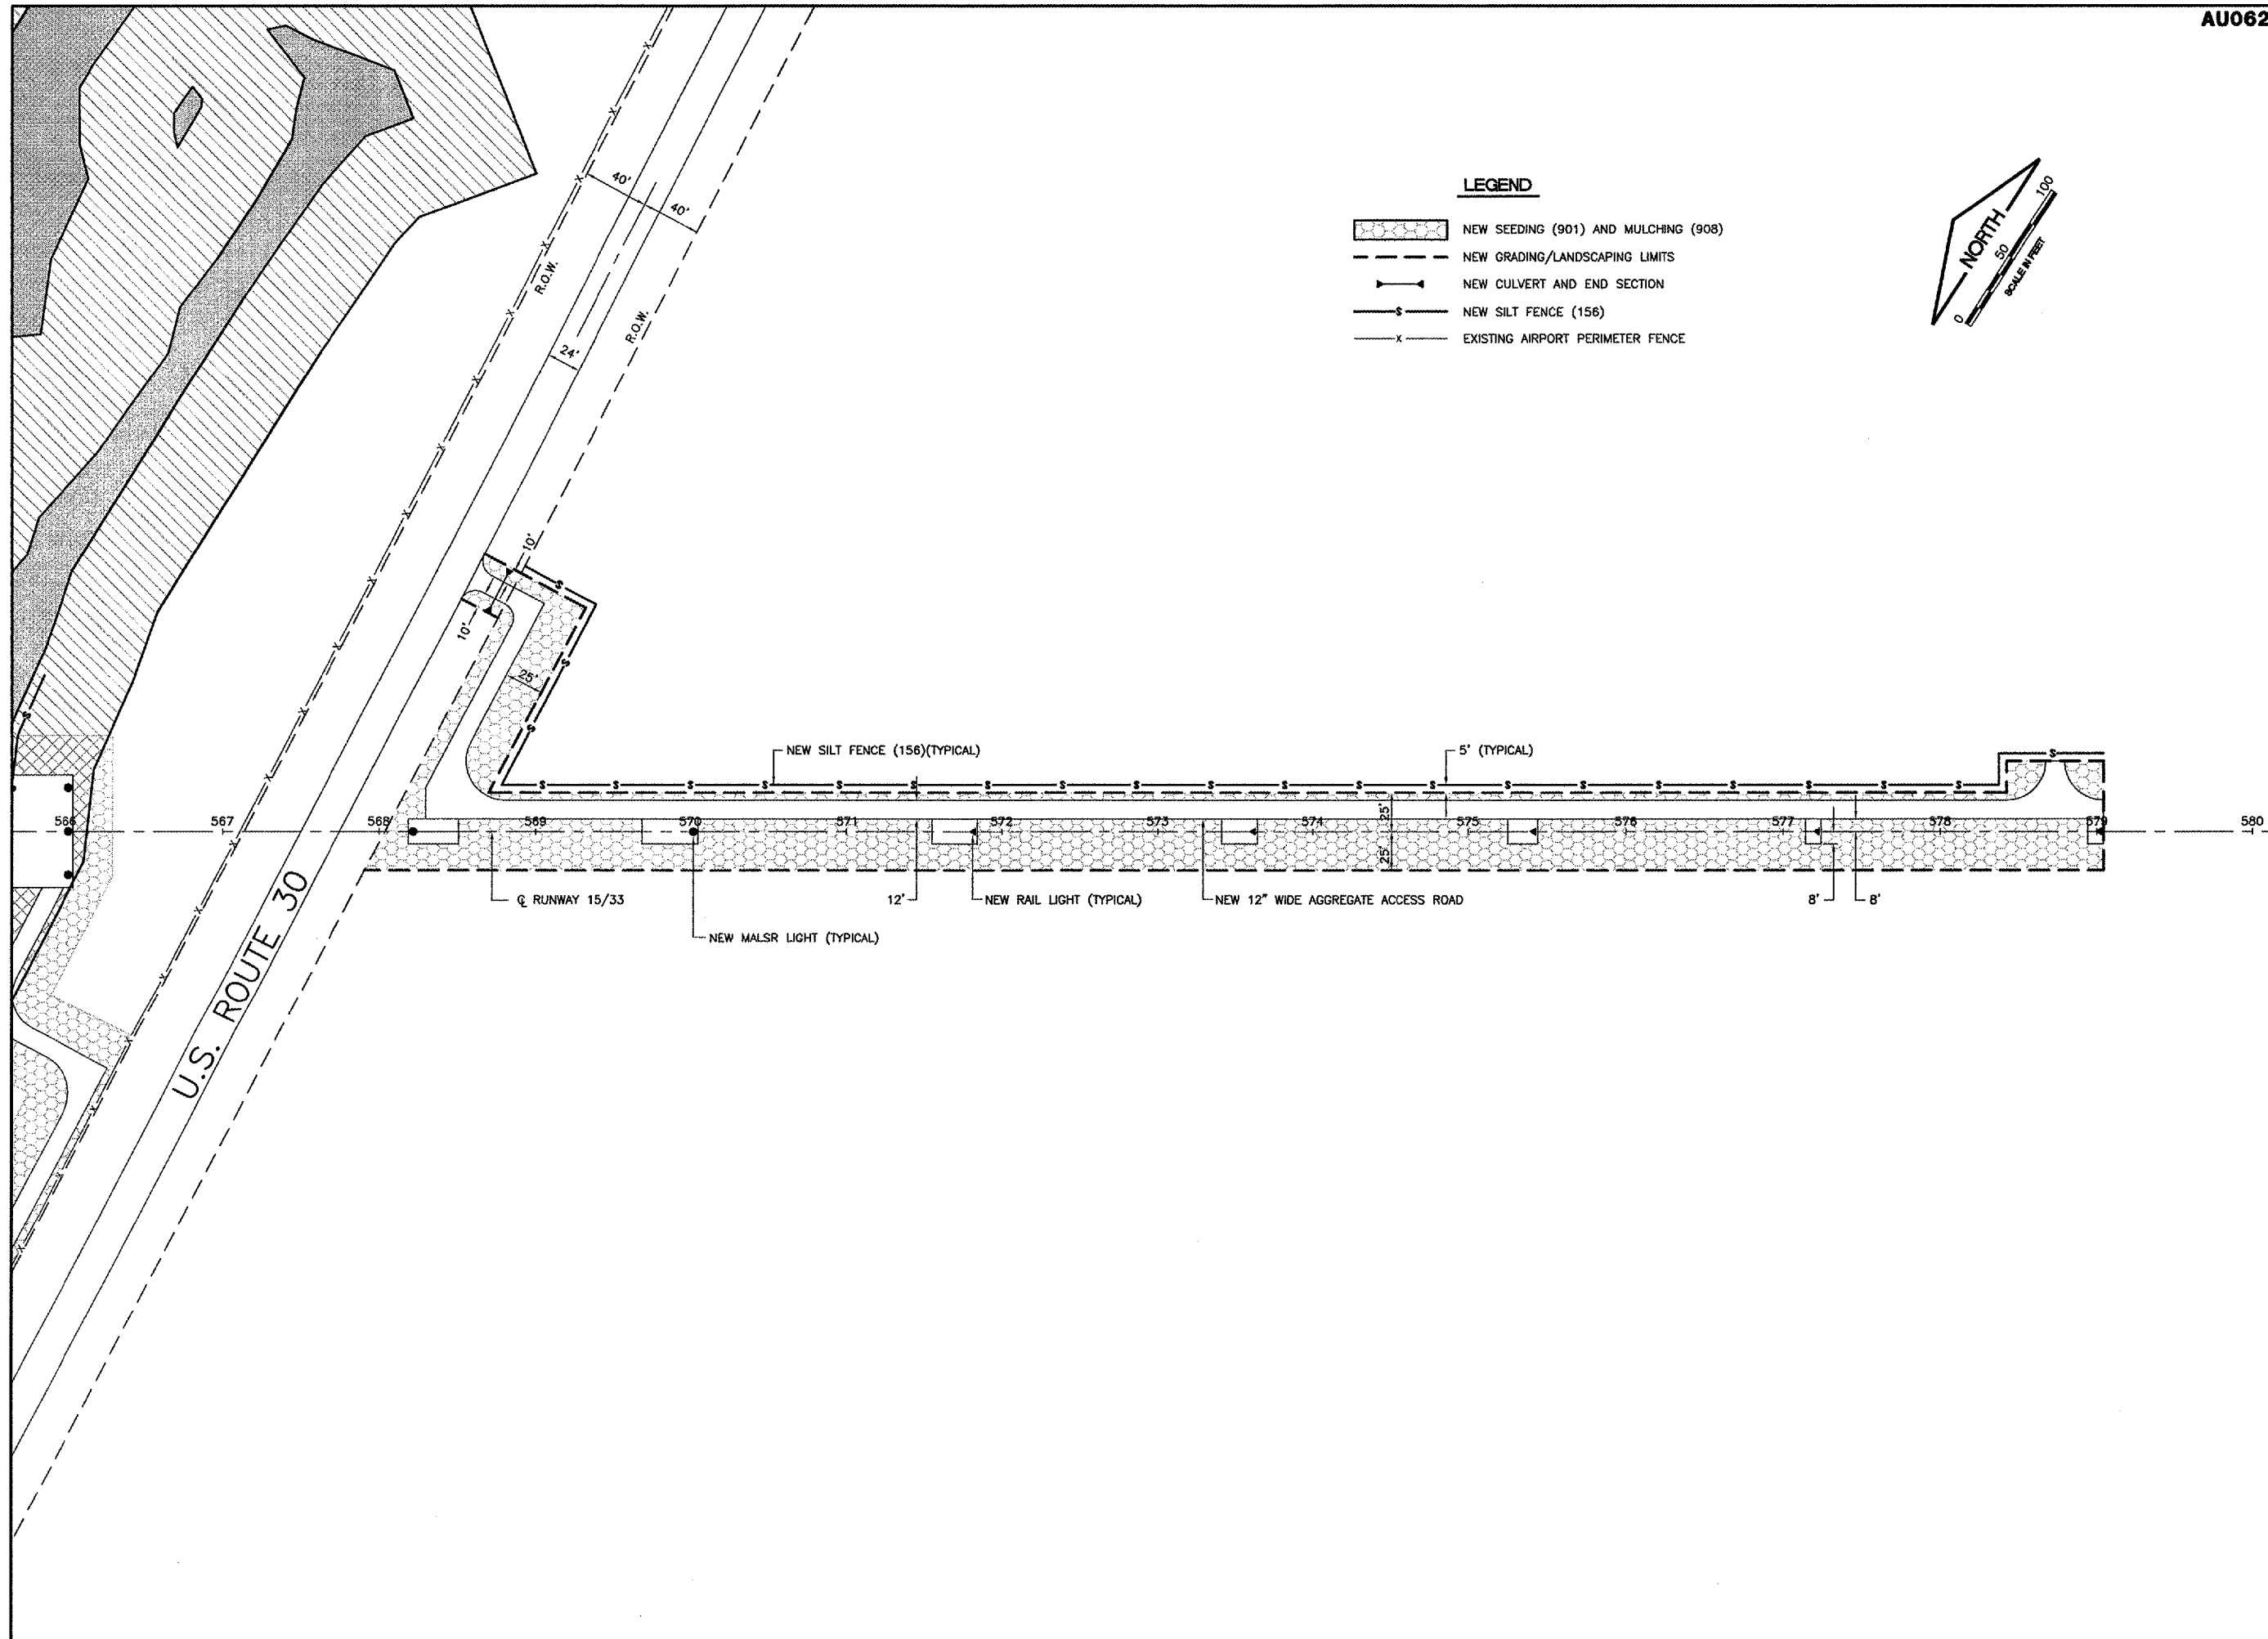 AU062
LEGEND
NEW SEEDING (901) AND MULCHING (908)
NEW GRADING/LANDSCAPING LIMITS
NEW CULVERT AND END SECTION
S NEW SILT FENCE (156)
X EXISTING AIRPORT PERIMETER FENCE
NORTH
0 50 100
SCALE IN FEET
40'
40'
R.O.W.
R.O.W.
24'
10'
10'
25'
NEW SILT FENCE (156)(TYPICAL)
5' (TYPICAL)
25'
25'
566 567 568 569 570 571 572 573 574 575 576 577 578 579 580
℄ RUNWAY 15/33
12'
NEW RAIL LIGHT (TYPICAL)
NEW 12" WIDE AGGREGATE ACCESS ROAD
8'
8'
NEW MALSR LIGHT (TYPICAL)
U.S. ROUTE 30